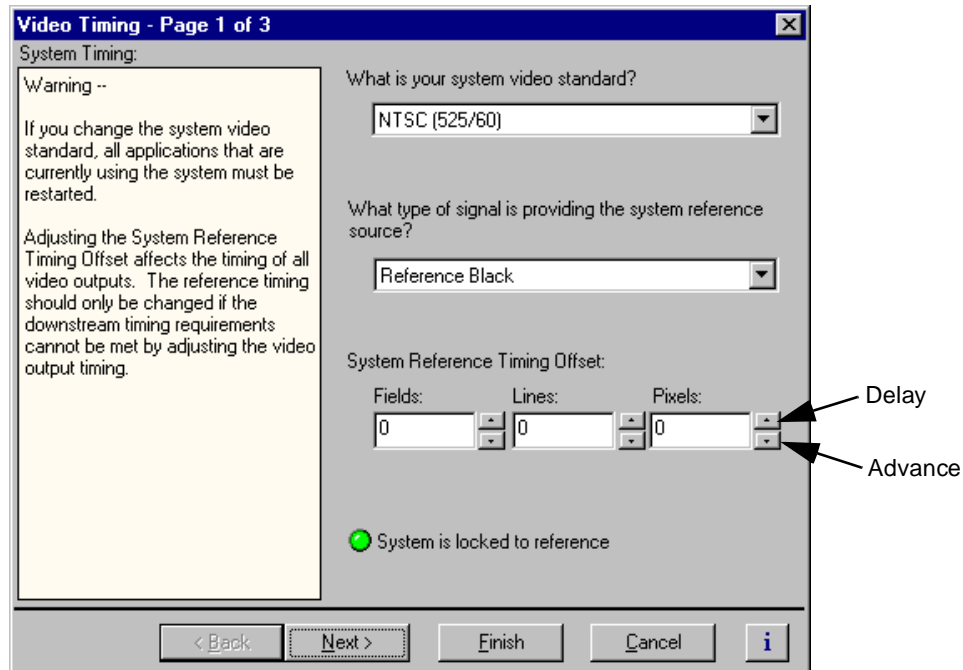 Video Timing - Page 1 of 3
System Timing:
Warning --
If you change the system video
standard, all applications that are
currently using the system must be
restarted.
Adjusting the System Reference
Timing Offset affects the timing of all
video outputs. The reference timing
should only be changed if the
downstream timing requirements
cannot be met by adjusting the video
output timing.
What is your system video standard?
NTSC (525/60)
What type of signal is providing the system reference
source?
Reference Black
System Reference Timing Offset:
Fields: Lines: Pixels:
0 0 0
Delay
Advance
System is locked to reference
< Back Next > Finish Cancel i